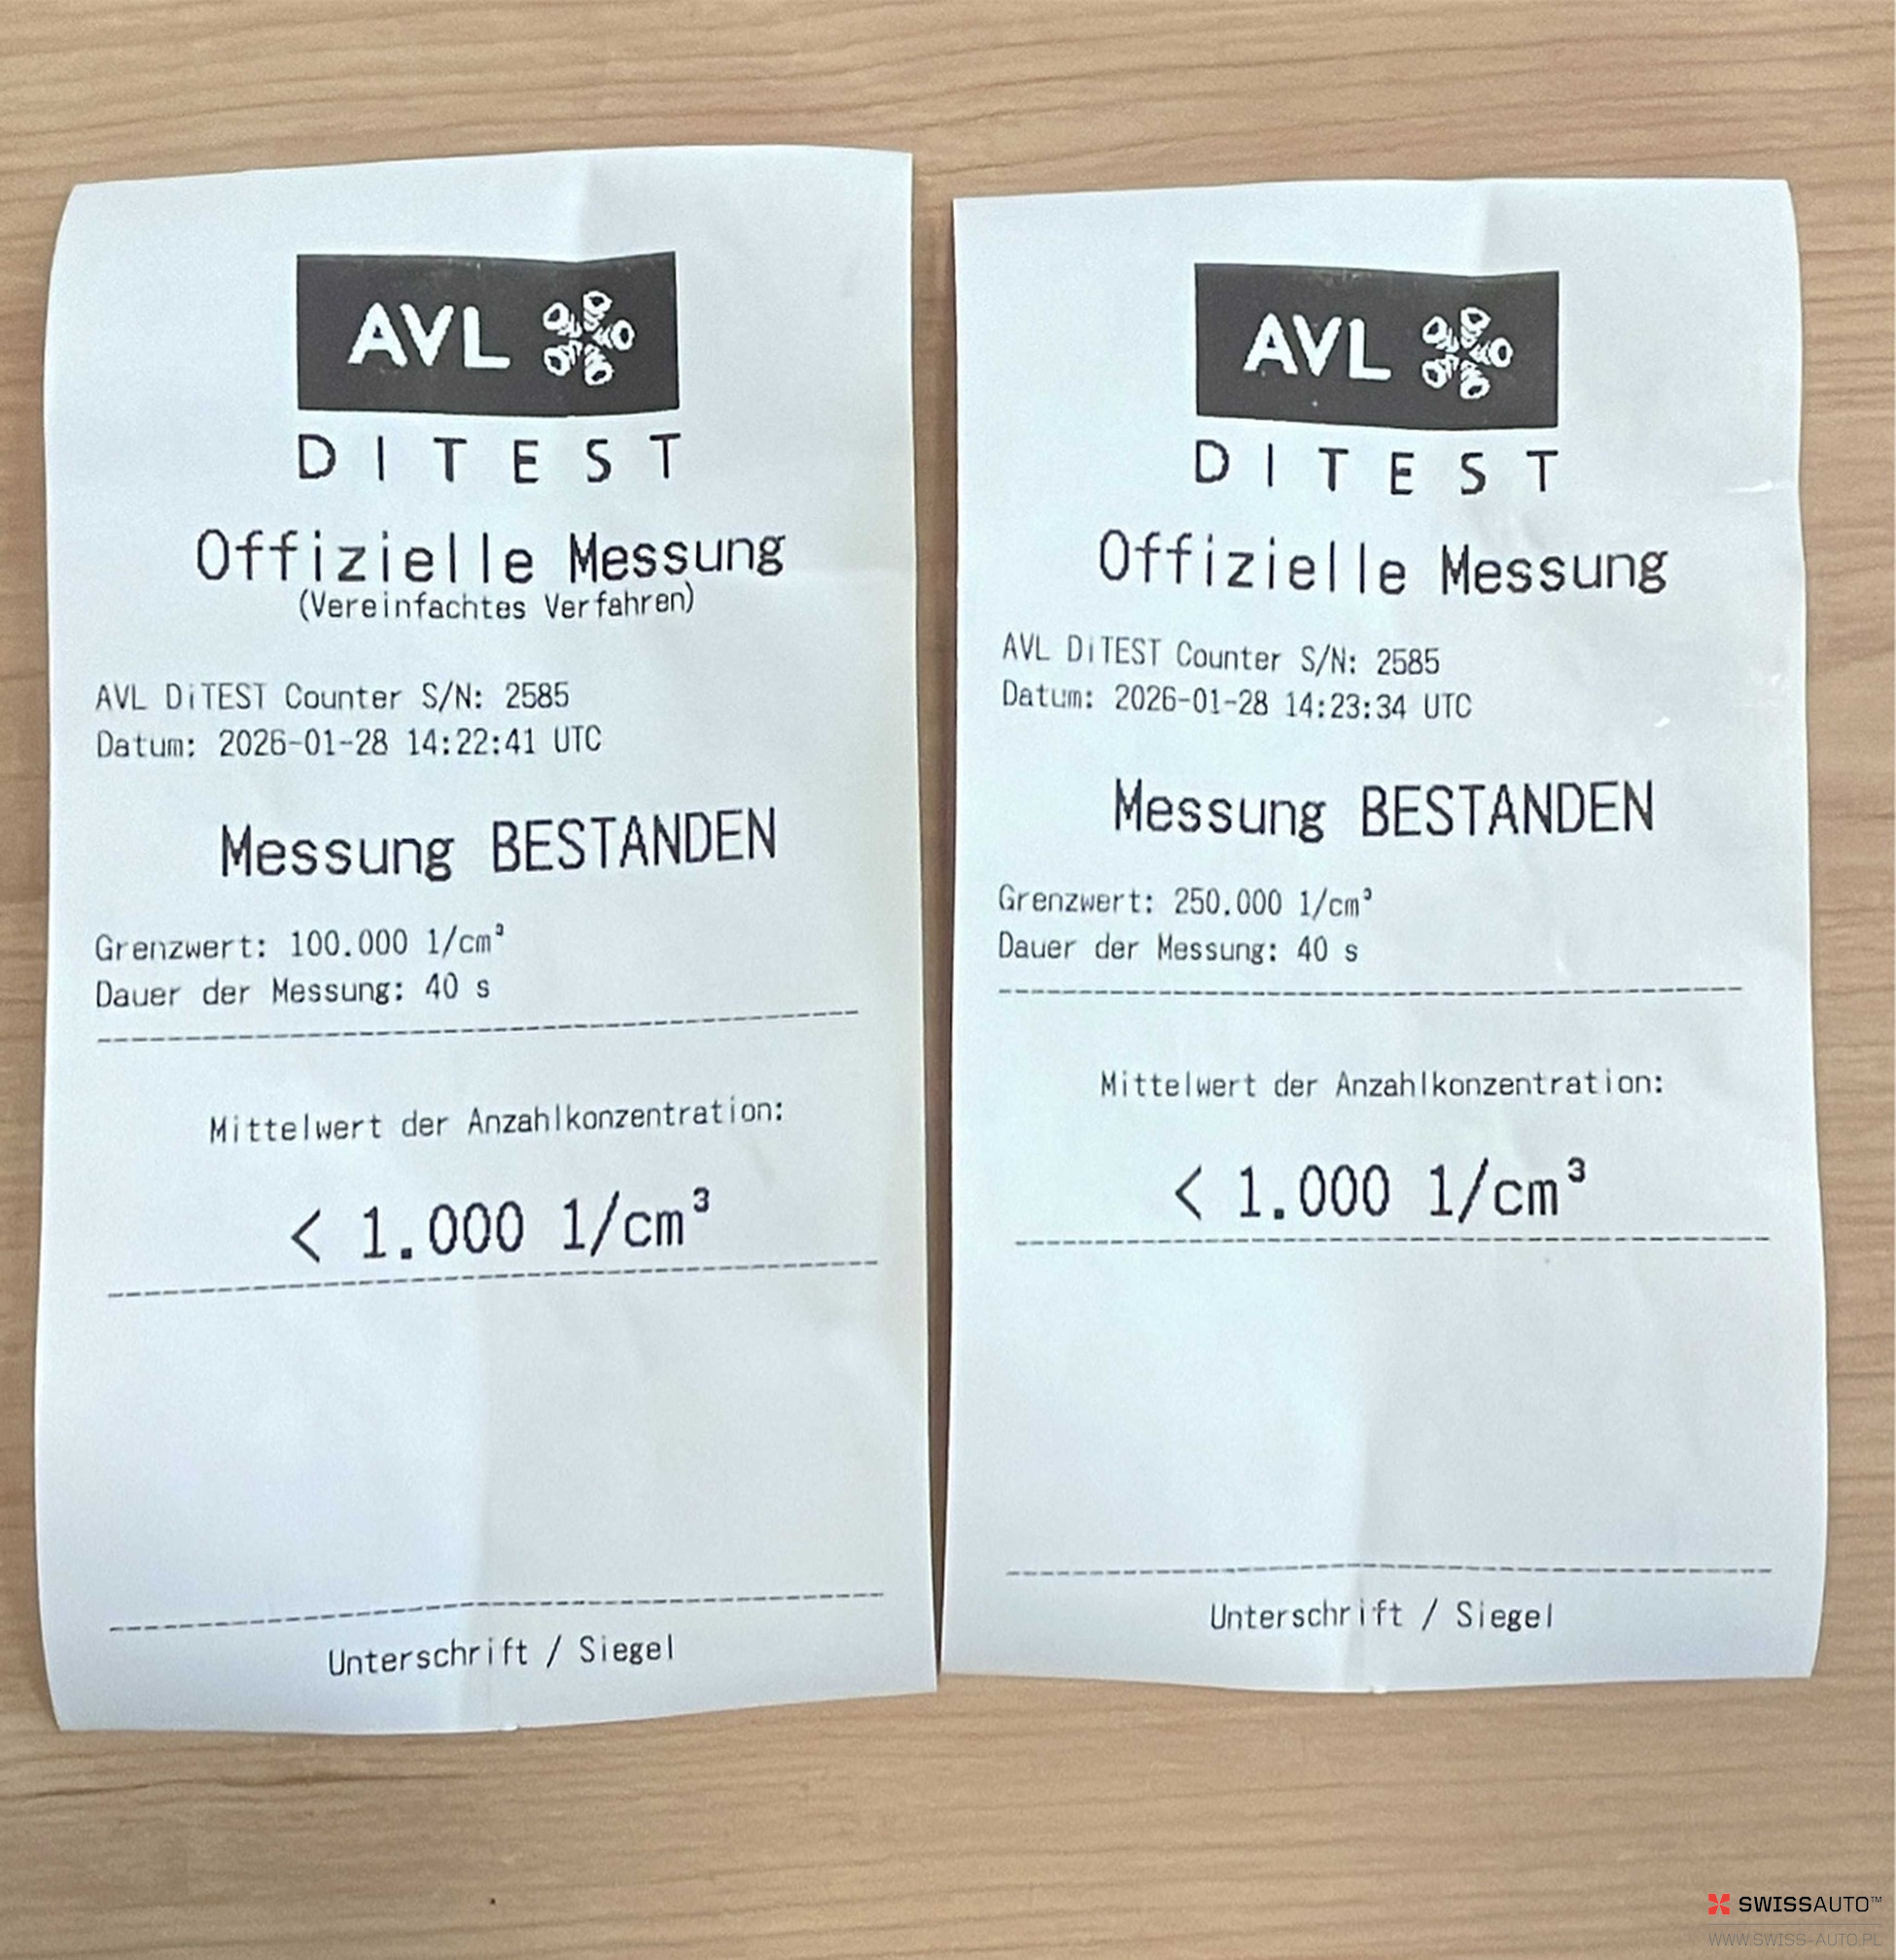 AVL
DITEST
Offizielle Messung
(Vereinfachtes Verfahren)
AVL DiTEST Counter S/N: 2585
Datum: 2026-01-28 14:22:41 UTC
Messung BESTANDEN
Grenzwert: 100.000 1/cm³
Dauer der Messung: 40 s
Mittelwert der Anzahlkonzentration:
< 1.000 1/cm³
Unterschrift / Siegel
AVL
DITEST
Offizielle Messung
AVL DiTEST Counter S/N: 2585
Datum: 2026-01-28 14:23:34 UTC
Messung BESTANDEN
Grenzwert: 250.000 1/cm³
Dauer der Messung: 40 s
Mittelwert der Anzahlkonzentration:
< 1.000 1/cm³
Unterschrift / Siegel
SWISSAUTO™
WWW.SWISS-AUTO.PL